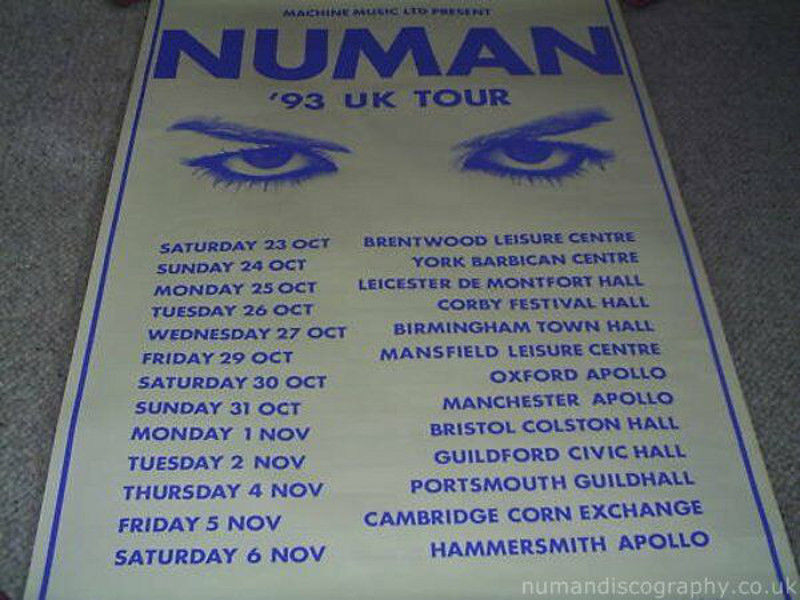 MACHINE MUSIC LTD PRESENT
NUMAN
'93 UK TOUR
SATURDAY 23 OCT BRENTWOOD LEISURE CENTRE
SUNDAY 24 OCT YORK BARBICAN CENTRE
MONDAY 25 OCT LEICESTER DE MONTFORT HALL
TUESDAY 26 OCT CORBY FESTIVAL HALL
WEDNESDAY 27 OCT BIRMINGHAM TOWN HALL
FRIDAY 29 OCT MANSFIELD LEISURE CENTRE
SATURDAY 30 OCT OXFORD APOLLO
SUNDAY 31 OCT MANCHESTER APOLLO
MONDAY 1 NOV BRISTOL COLSTON HALL
TUESDAY 2 NOV GUILDFORD CIVIC HALL
THURSDAY 4 NOV PORTSMOUTH GUILDHALL
FRIDAY 5 NOV CAMBRIDGE CORN EXCHANGE
SATURDAY 6 NOV HAMMERSMITH APOLLO
numandiscography.co.uk